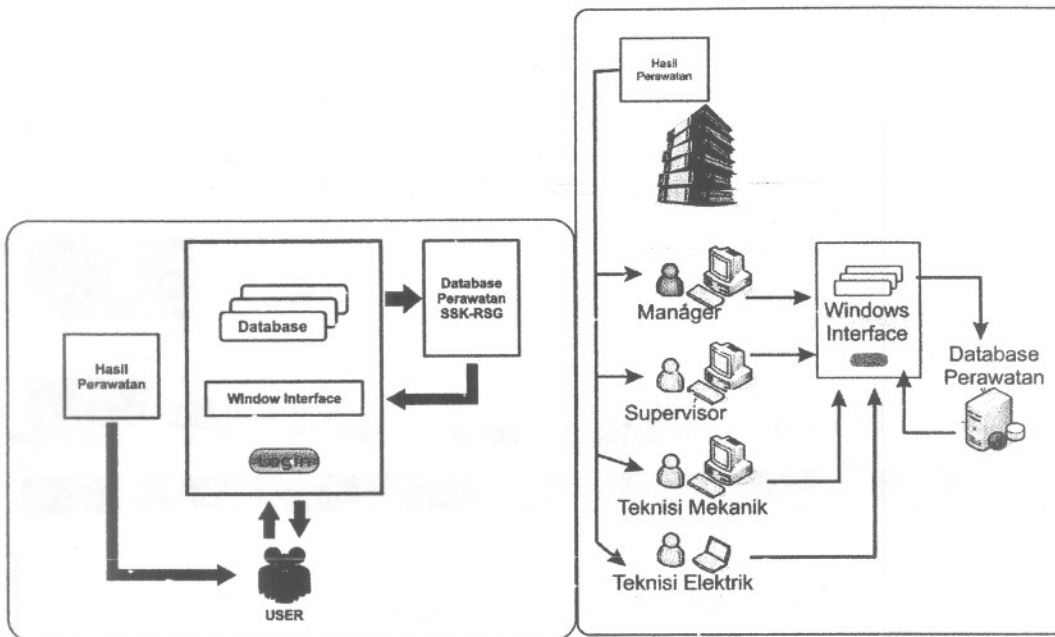 Hasil
Perawatan
Database
Window Interface
Login
Database
Perawatan
SSK-RSG
USER
Hasil
Perawatan
Manager
Supervisor
Teknisi Mekanik
Teknisi Elektrik
Windows
Interface
Database
Perawatan